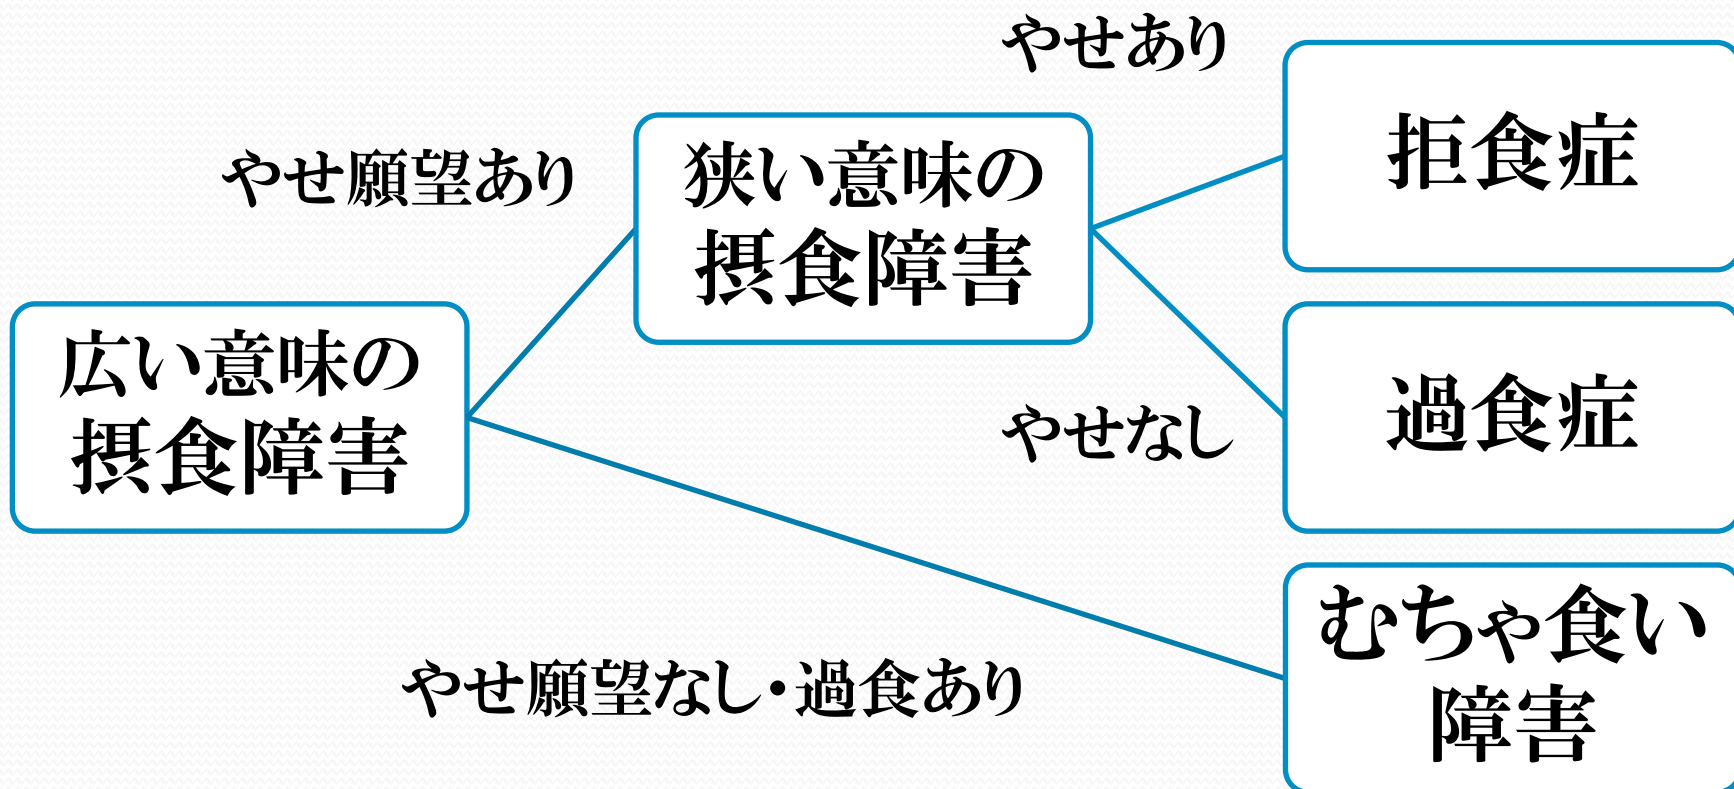 やせあり
拒食症
やせ願望あり
狭い意味の
摂食障害
広い意味の
摂食障害
やせなし
過食症
むちゃ食い
障害
やせ願望なし・過食あり